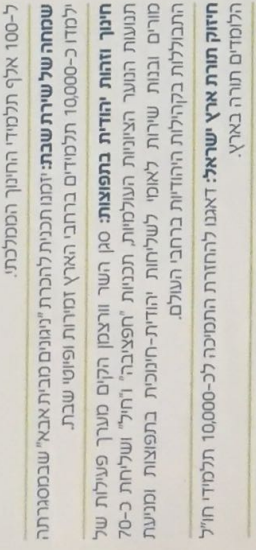 הלומדים תורה בארץ.
חיזוק תורת ארץ ישראל: דאגנו להחזרת התמיכה לכ-10,000 תלמידי חו"ל
התבוללות בקהילות היהודיות ברחבי העולם.
מורים ובנות שירות לאומי לשליחות יהודית-חינוכית בתפוצות ומניעת
תנועות הנוער הציוניות העולמיות, תכניות "הפציבה" ו"חיל" ושליחות כ-70
חינוך וזהות יהודית בתפוצות: סגן השר ווצמן הקים מערך פעילות של
ילמדו כ-10,000 תלמידים ברחבי הארץ זמירות ופיוטי שבת.
שמחה של שירת שבת: יזמנו תכנית להכרת "ניגונים מבית אבא" שבמסגרתה
ל-100 אלף תלמידי החינוך הממלכתי.